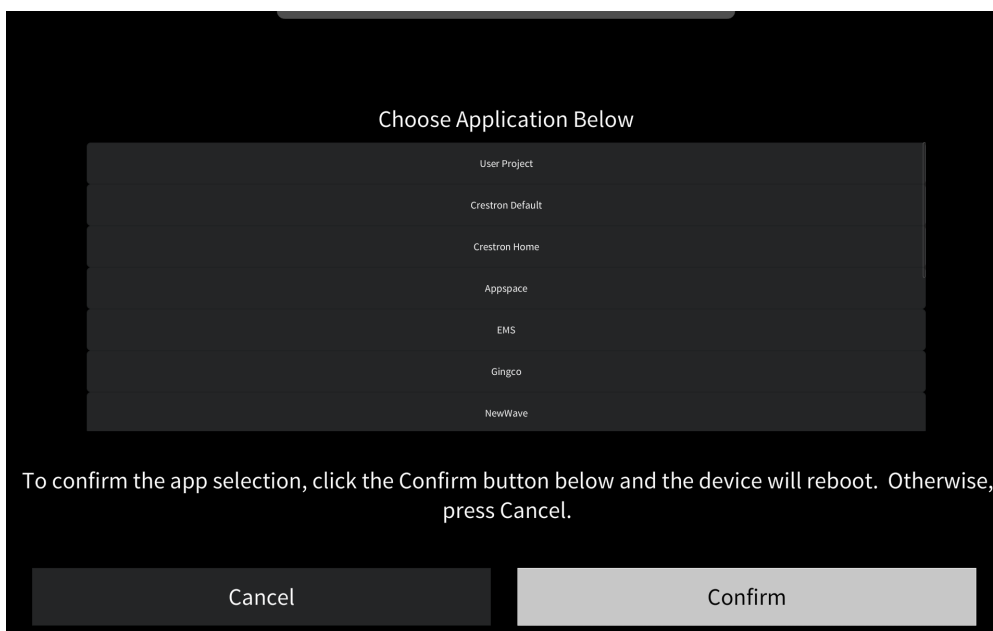 Choose Application Below
User Project
Crestron Default
Crestron Home
Appspace
EMS
Gingco
NewWave
To confirm the app selection, click the Confirm button below and the device will reboot.  Otherwise,
press Cancel.
Cancel
Confirm